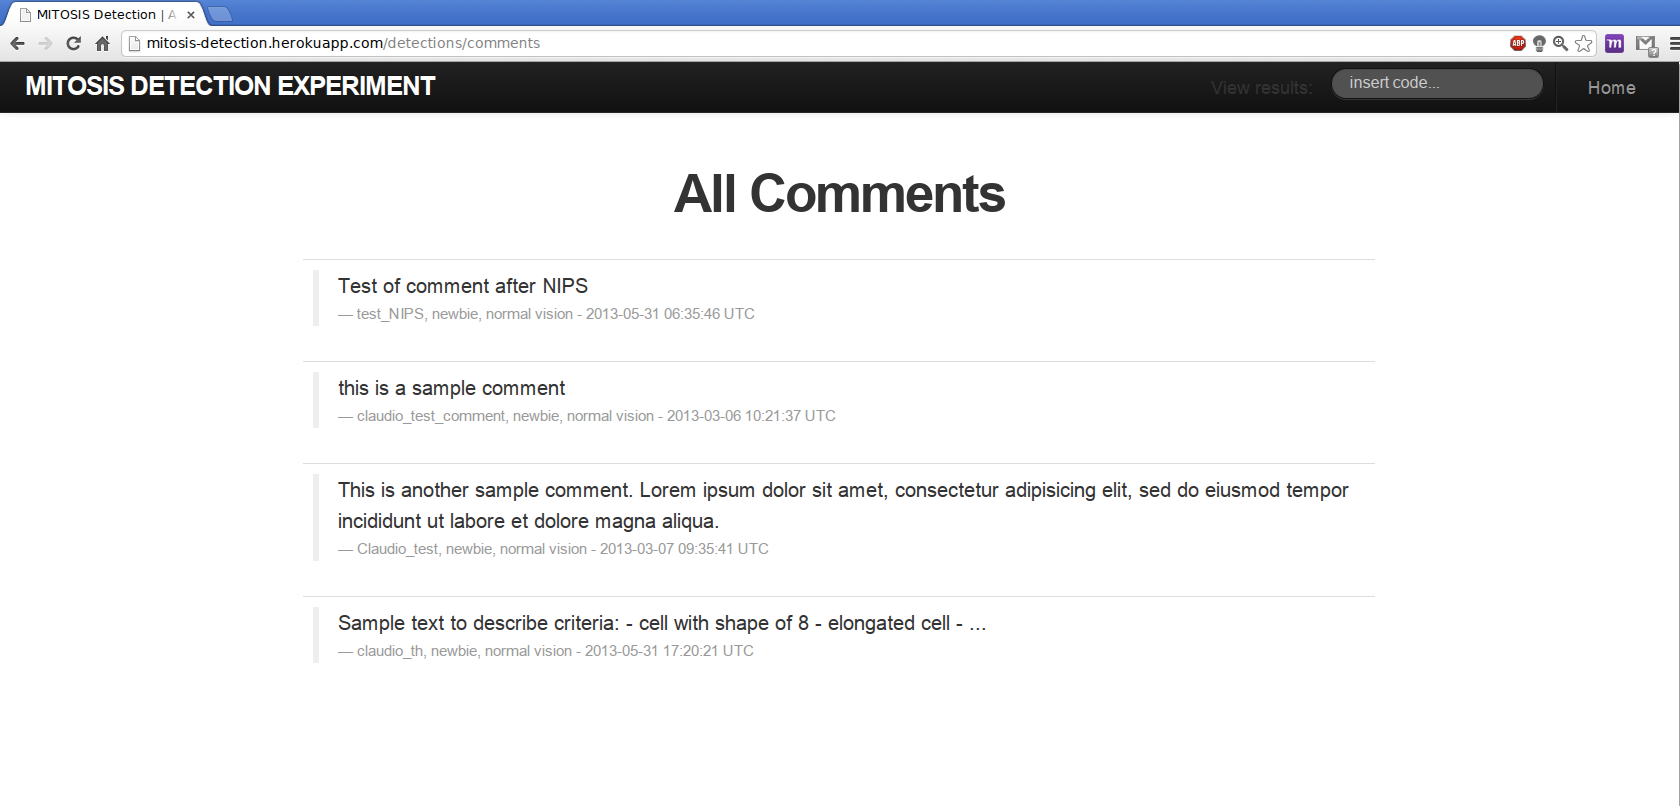 MITOSIS Detection | A
mitosis-detection.herokuapp.com/detections/comments
ABP
m
MITOSIS DETECTION EXPERIMENT
View results:
insert code...
Home
All Comments
Test of comment after NIPS
— test_NIPS, newbie, normal vision - 2013-05-31 06:35:46 UTC
this is a sample comment
— claudio_test_comment, newbie, normal vision - 2013-03-06 10:21:37 UTC
This is another sample comment. Lorem ipsum dolor sit amet, consectetur adipisicing elit, sed do eiusmod tempor
incididunt ut labore et dolore magna aliqua.
— Claudio_test, newbie, normal vision - 2013-03-07 09:35:41 UTC
Sample text to describe criteria: - cell with shape of 8 - elongated cell - ...
— claudio_th, newbie, normal vision - 2013-05-31 17:20:21 UTC